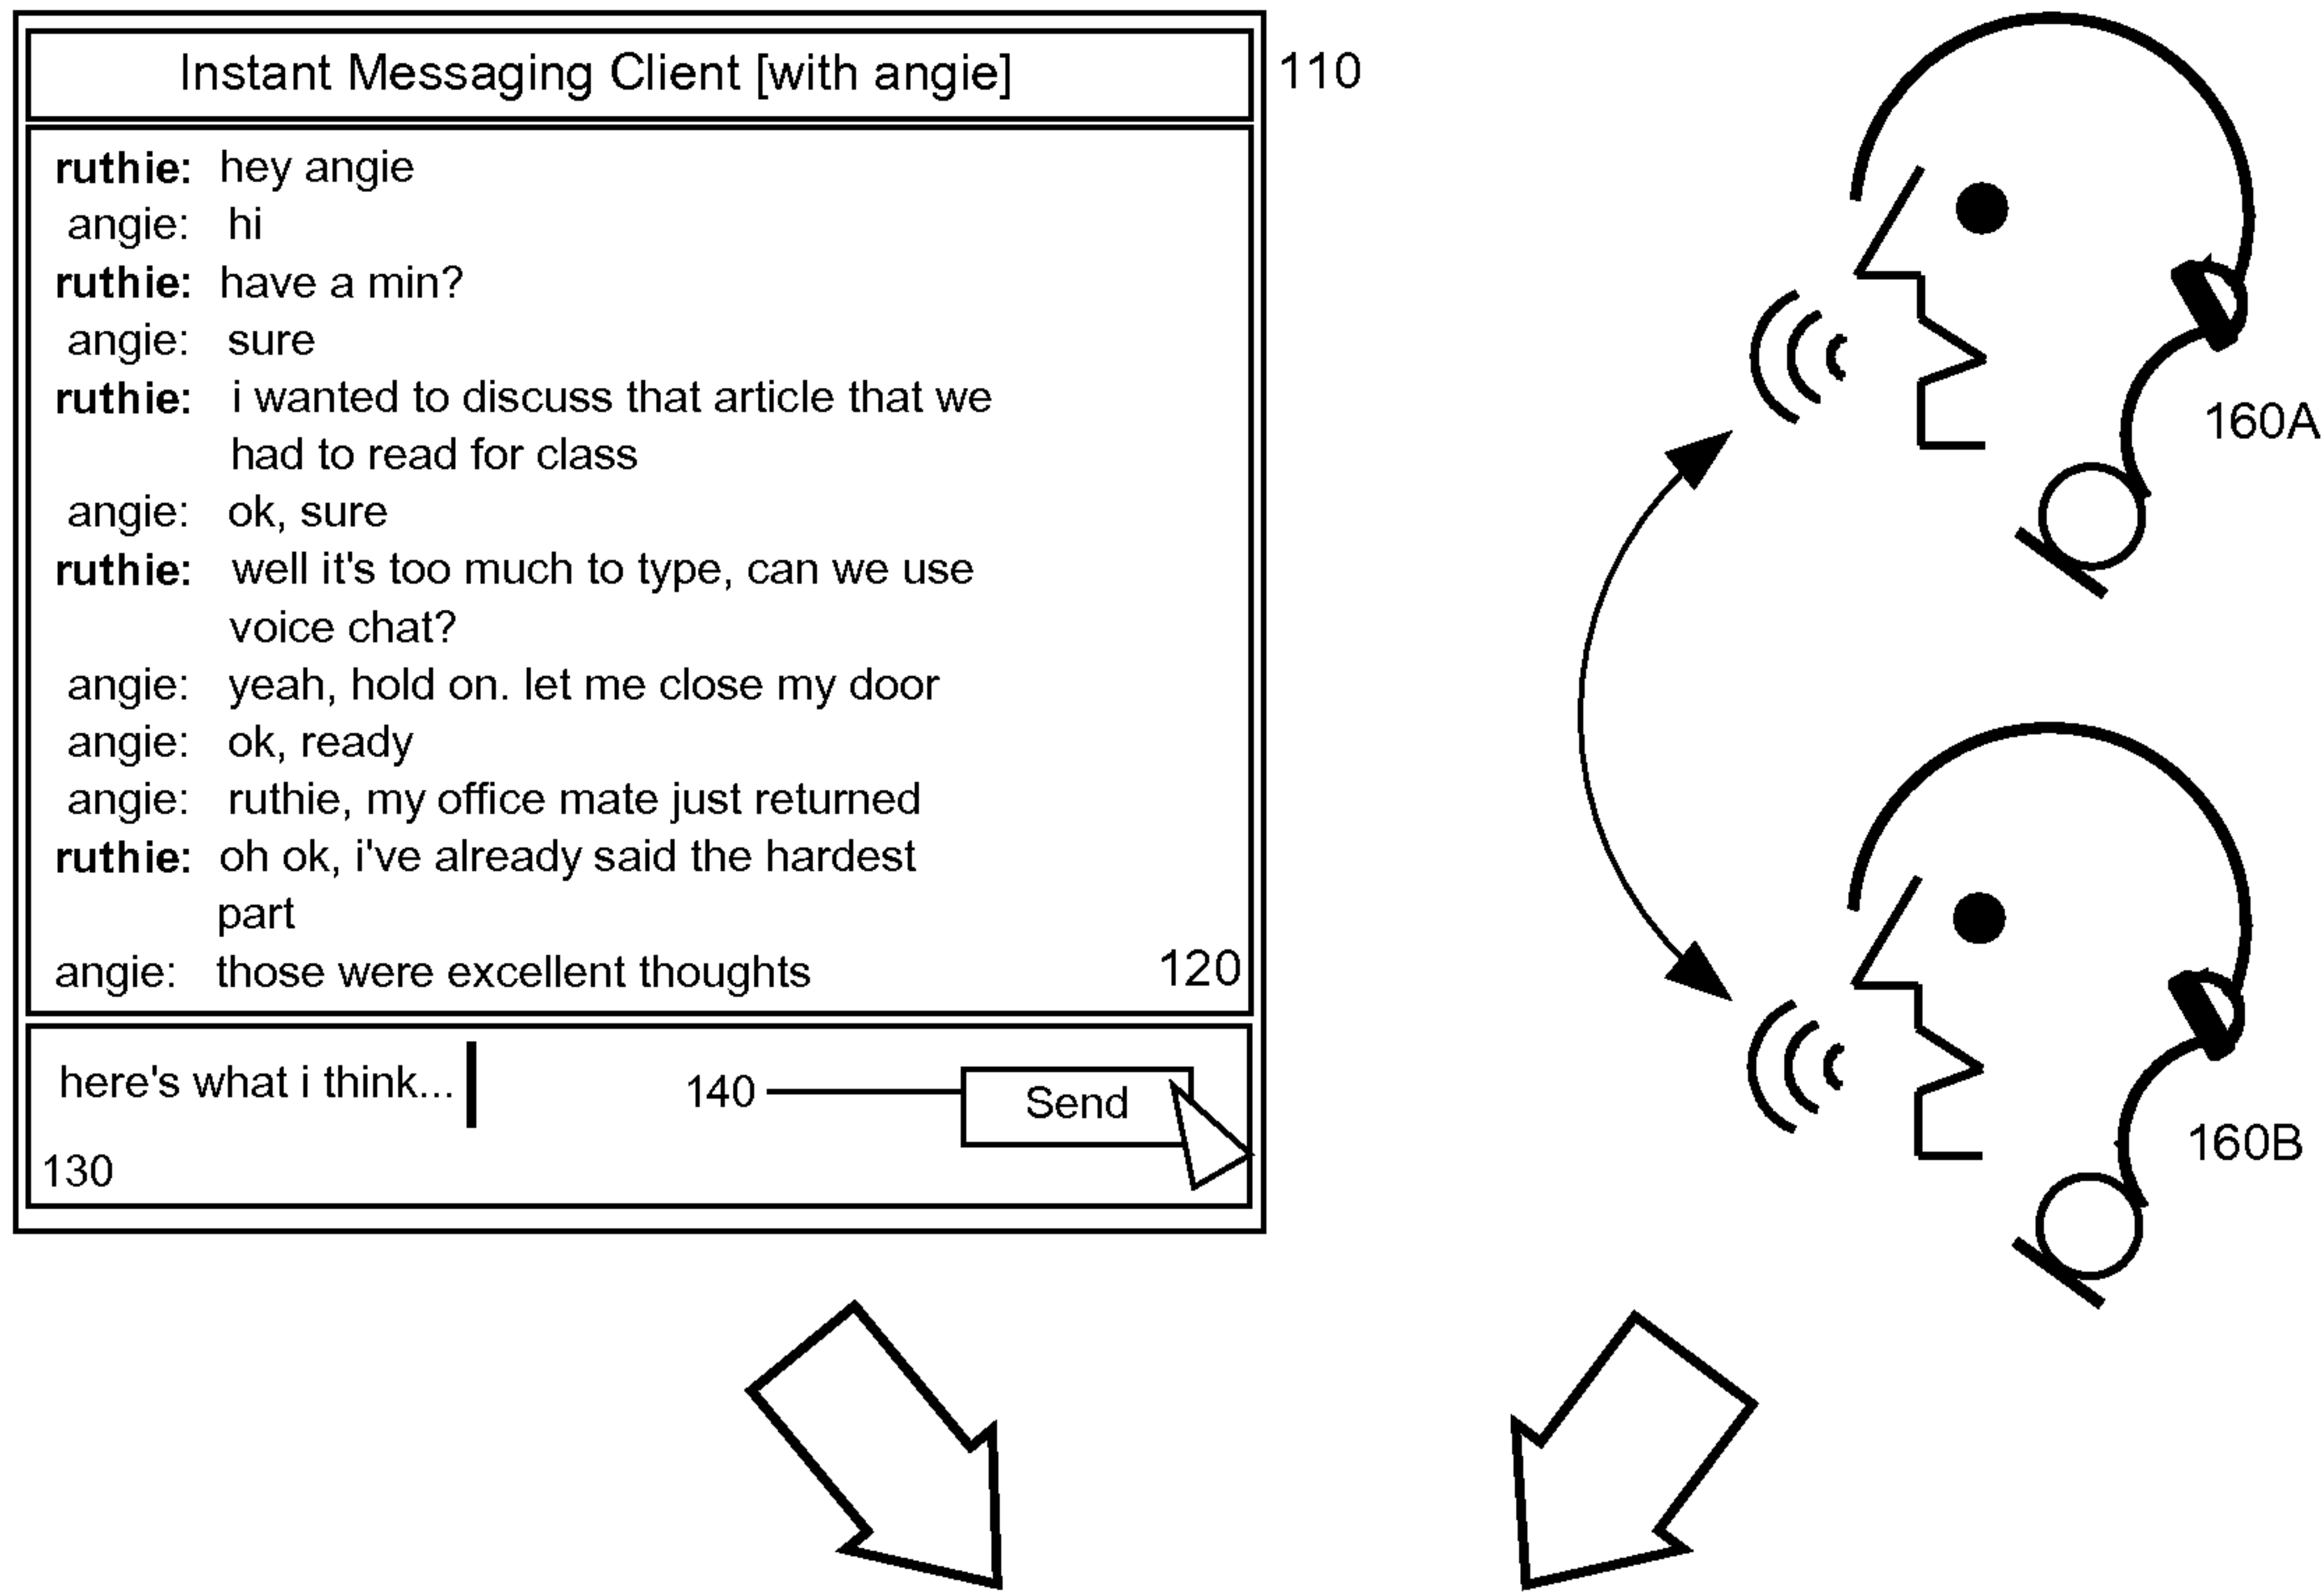 Instant Messaging Client [with angie]
110
ruthie: hey angie
angie: hi
ruthie: have a min?
angie: sure
ruthie: i wanted to discuss that article that we
had to read for class
angie: ok, sure
ruthie: well it's too much to type, can we use
voice chat?
angie: yeah, hold on. let me close my door
angie: ok, ready
angie: ruthie, my office mate just returned
ruthie: oh ok, i've already said the hardest
part
angie: those were excellent thoughts
120
here's what i think...
140
Send
130
160A
160B